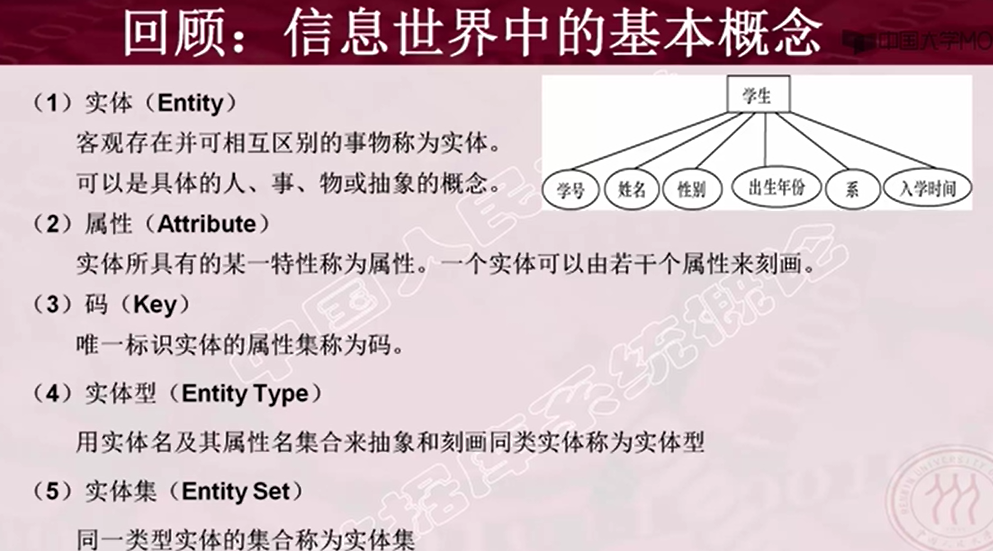 回顾：信息世界中的基本概念
中国大学MO
（1）实体（Entity）
客观存在并可相互区别的事物称为实体。
可以是具体的人、事、物或抽象的概念。
学生
学号 姓名 性别 出生年份 系 入学时间
（2）属性（Attribute）
实体所具有的某一特性称为属性。一个实体可以由若干个属性来刻画。
（3）码（Key）
唯一标识实体的属性集称为码。
（4）实体型（Entity Type）
用实体名及其属性名集合来抽象和刻画同类实体称为实体型
（5）实体集（Entity Set）
同一类型实体的集合称为实体集